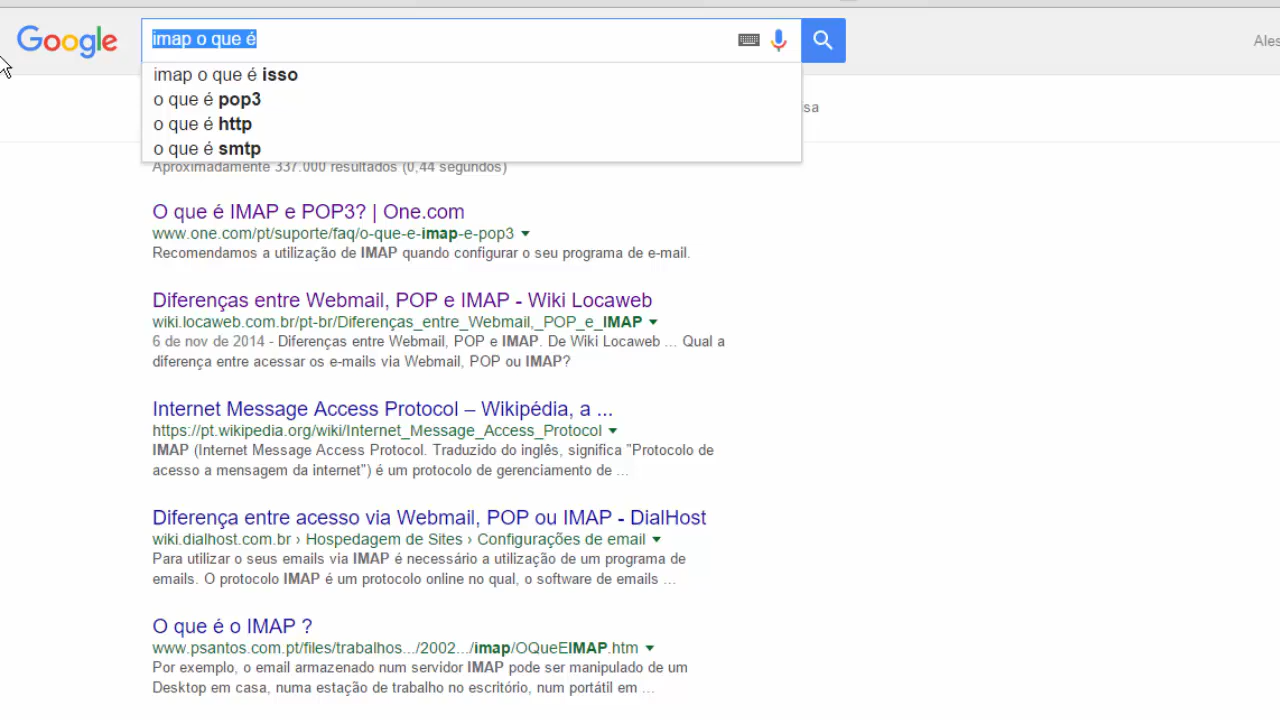 Google
imap o que é
Ales
imap o que é isso
o que é pop3
o que é http
o que é smtp
sa
Aproximadamente 337.000 resultados (0,44 segundos)
O que é IMAP e POP3? | One.com
www.one.com/pt/suporte/faq/o-que-e-imap-e-pop3
Recomendamos a utilização de IMAP quando configurar o seu programa de e-mail.
Diferenças entre Webmail, POP e IMAP - Wiki Locaweb
wiki.locaweb.com.br/pt-br/Diferenças_entre_Webmail,_POP_e_IMAP
6 de nov de 2014 - Diferenças entre Webmail, POP e IMAP. De Wiki Locaweb ... Qual a
diferença entre acessar os e-mails via Webmail, POP ou IMAP?
Internet Message Access Protocol – Wikipédia, a ...
https://pt.wikipedia.org/wiki/Internet_Message_Access_Protocol
IMAP (Internet Message Access Protocol. Traduzido do inglês, significa "Protocolo de
acesso a mensagem da internet") é um protocolo de gerenciamento de ...
Diferença entre acesso via Webmail, POP ou IMAP - DialHost
wiki.dialhost.com.br › Hospedagem de Sites › Configurações de email
Para utilizar o seus emails via IMAP é necessário a utilização de um programa de
emails. O protocolo IMAP é um protocolo online no qual, o software de emails ...
O que é o IMAP ?
www.psantos.com.pt/files/trabalhos.../2002.../imap/OQueEIMAP.htm
Por exemplo, o email armazenado num servidor IMAP pode ser manipulado de um
Desktop em casa, numa estação de trabalho no escritório, num portátil em ...